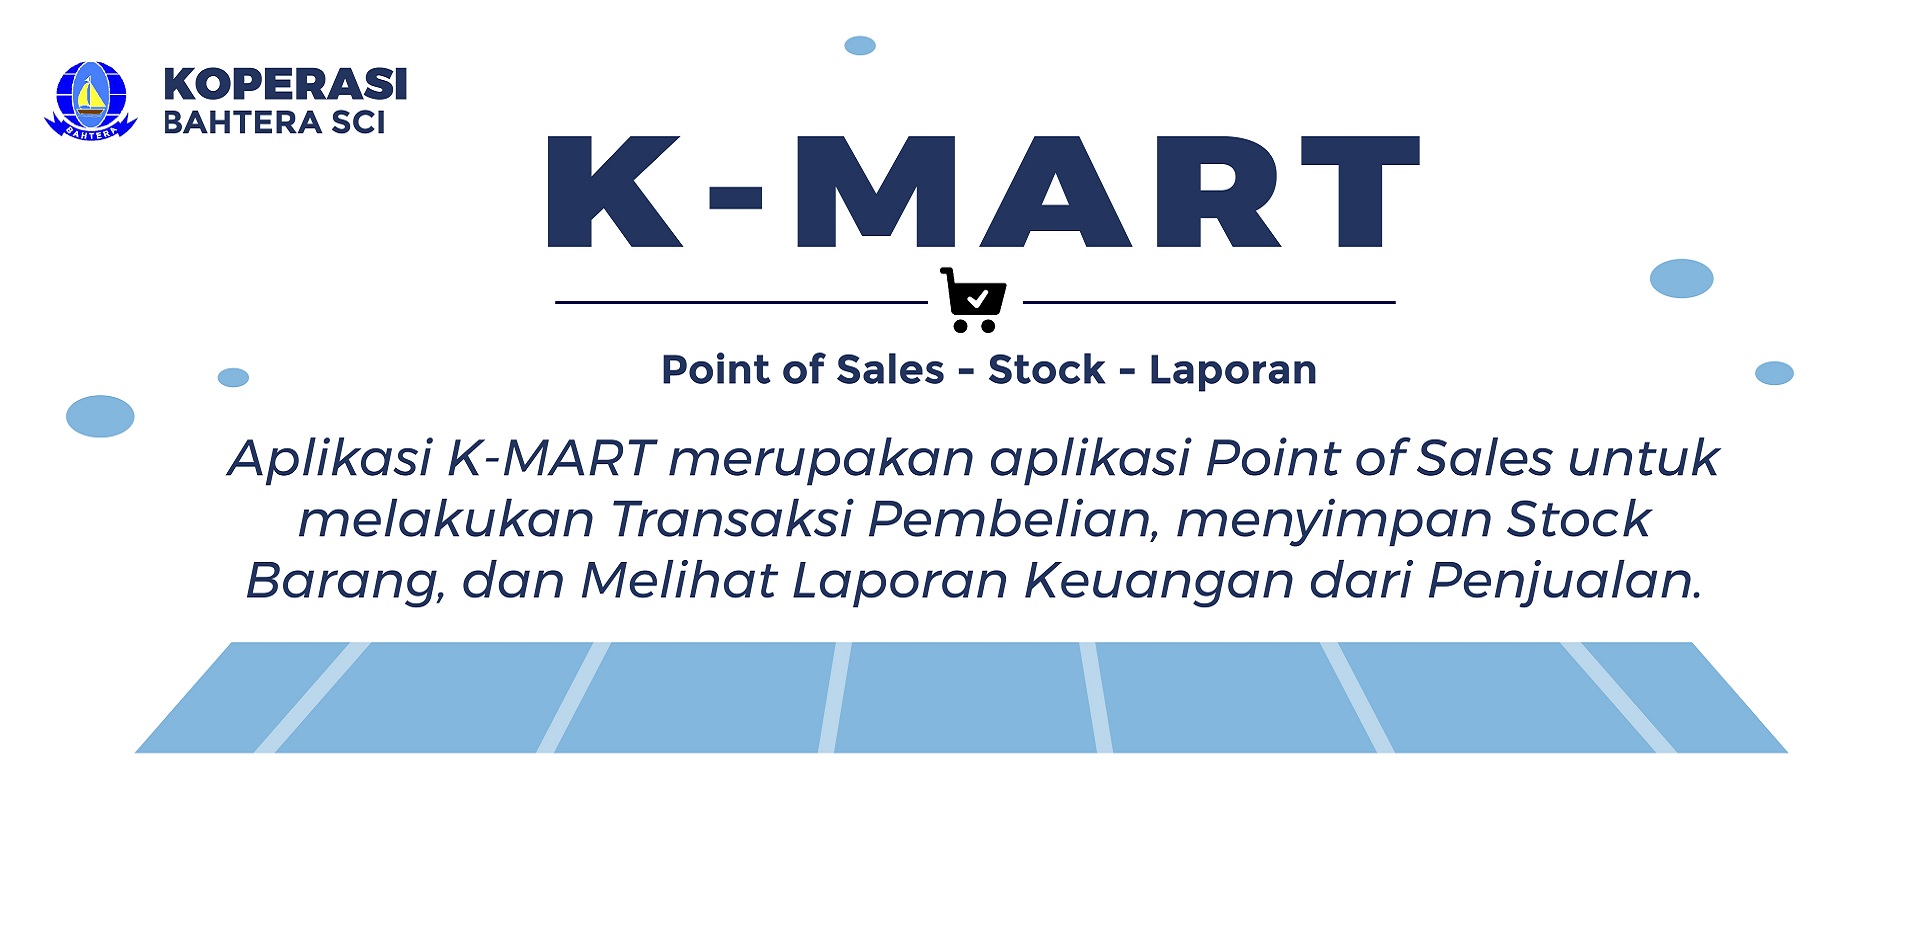 KOPERASI
BAHTERA SCI
BAHTERA
K-MART
Point of Sales - Stock - Laporan
Aplikasi K-MART merupakan aplikasi Point of Sales untuk
melakukan Transaksi Pembelian, menyimpan Stock
Barang, dan Melihat Laporan Keuangan dari Penjualan.